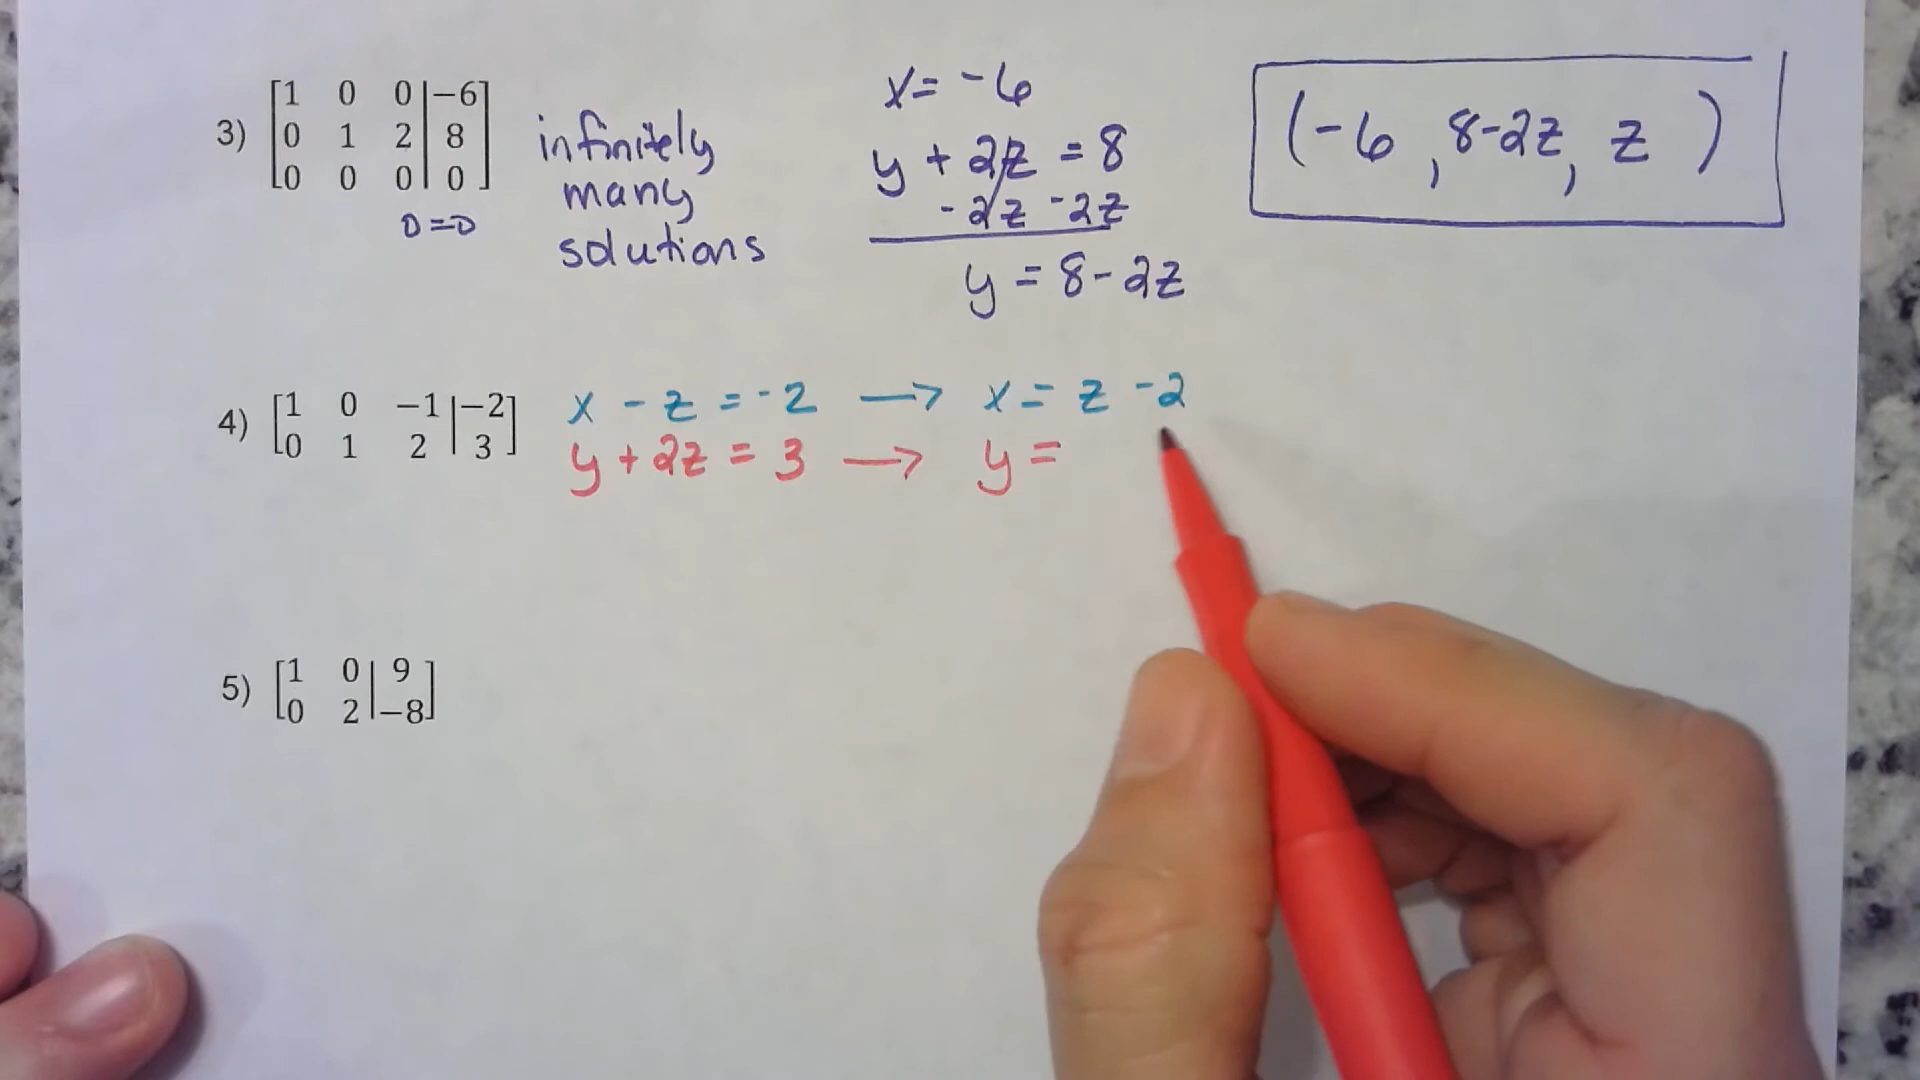 3) [1 0 0 | -6]
[0 1 2 | 8]
[0 0 0 | 0]
0=0
infinitely
many
solutions
x = -6
y + 2z = 8
-2z -2z
y = 8-2z
(-6, 8-2z, z)
4) [1 0 -1 | -2]
[0 1 2 | 3]
x - z = -2 → x = z -2
y + 2z = 3 → y =
5) [1 0 | 9]
[0 2 | -8]